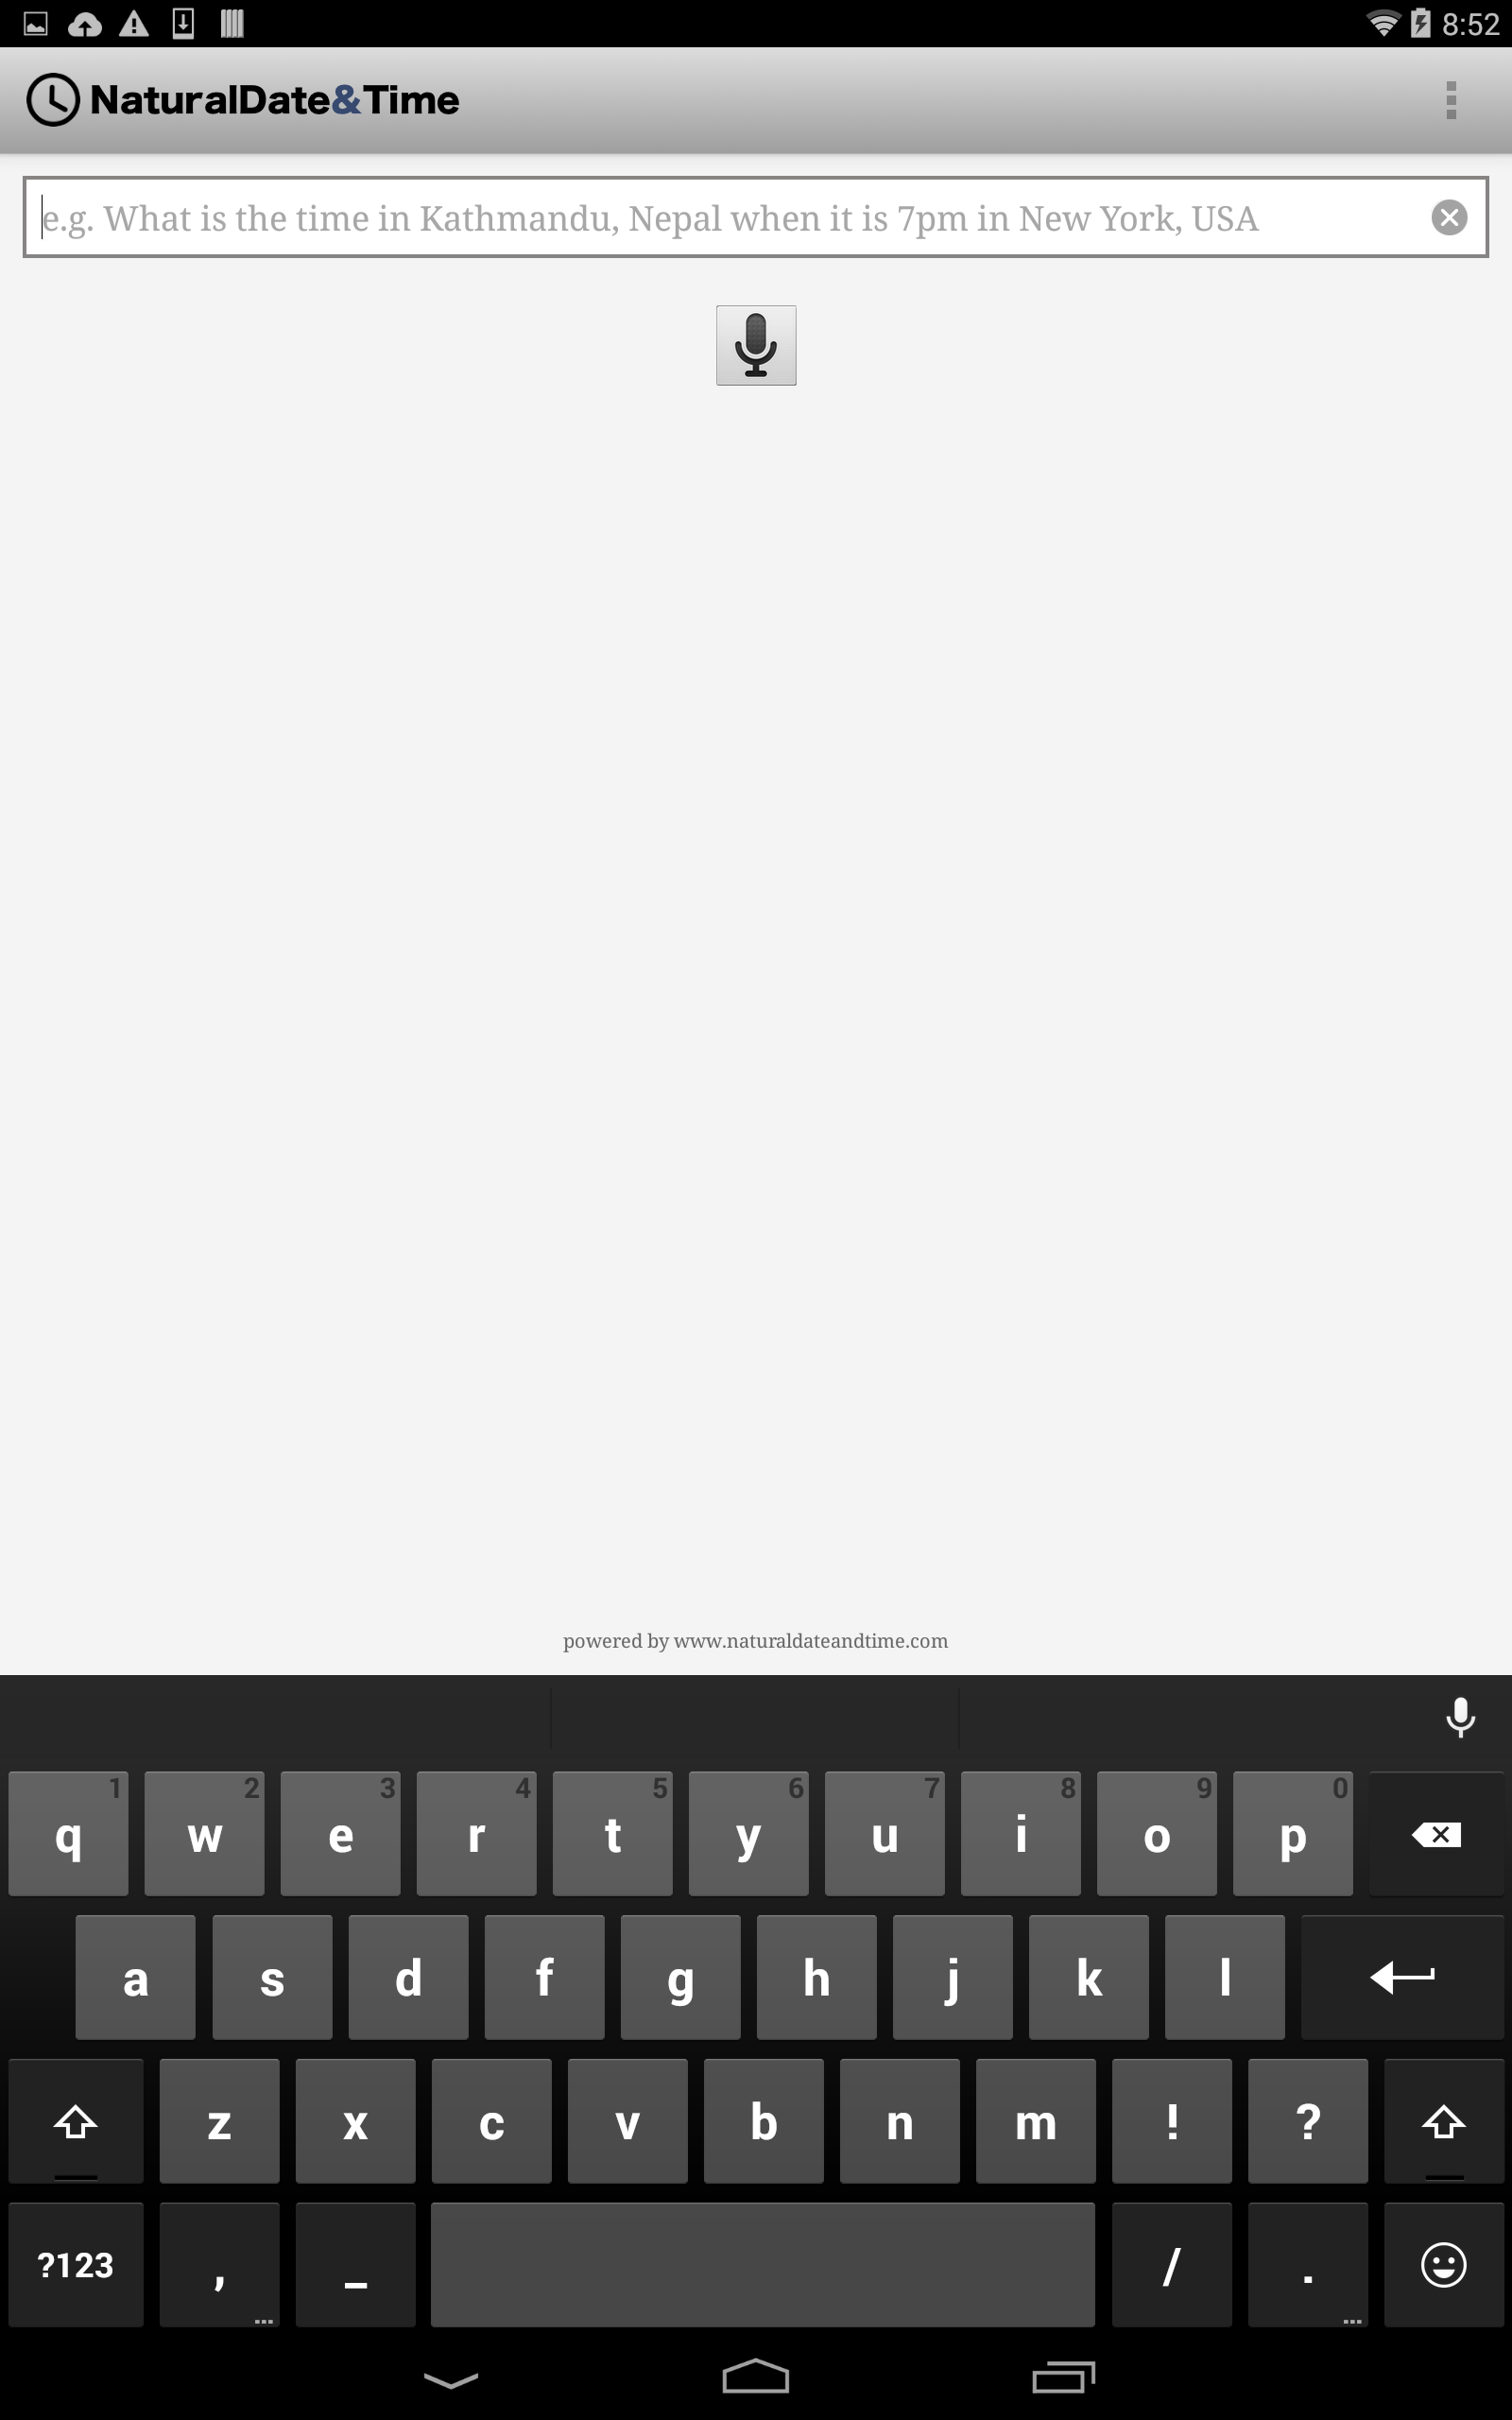 8:52
NaturalDate&Time
e.g. What is the time in Kathmandu, Nepal when it is 7pm in New York, USA
powered by www.naturaldateandtime.com
1 2 3 4 5 6 7 8 9 0
q w e r t y u i o p
a s d f g h j k l
z x c v b n m ! ?
?123 , _ / .